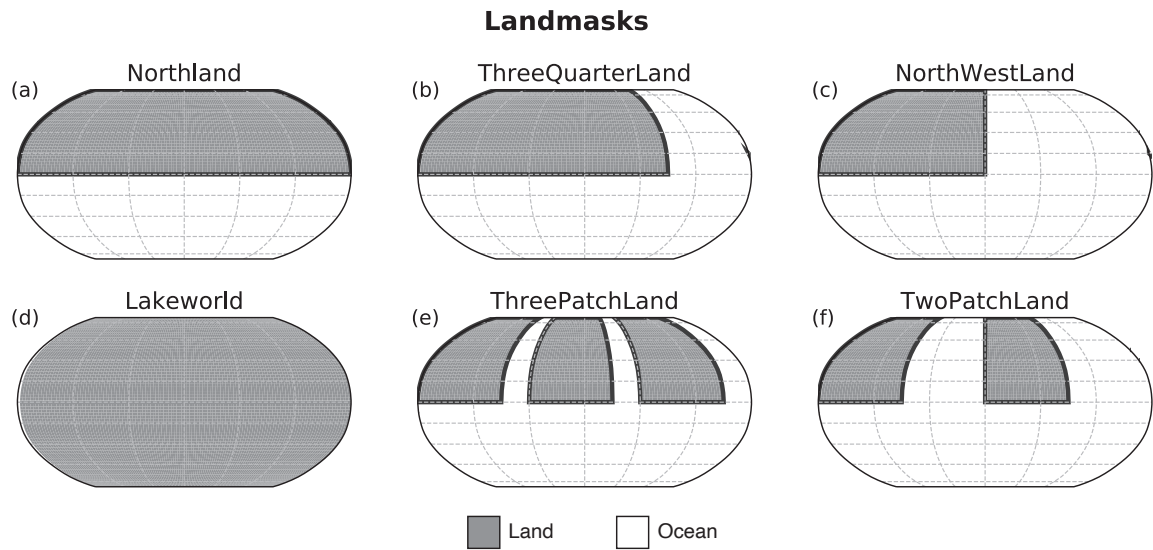 Landmasks
(a) Northland
(b) ThreeQuarterLand
(c) NorthWestLand
(d) Lakeworld
(e) ThreePatchLand
(f) TwoPatchLand
Land Ocean